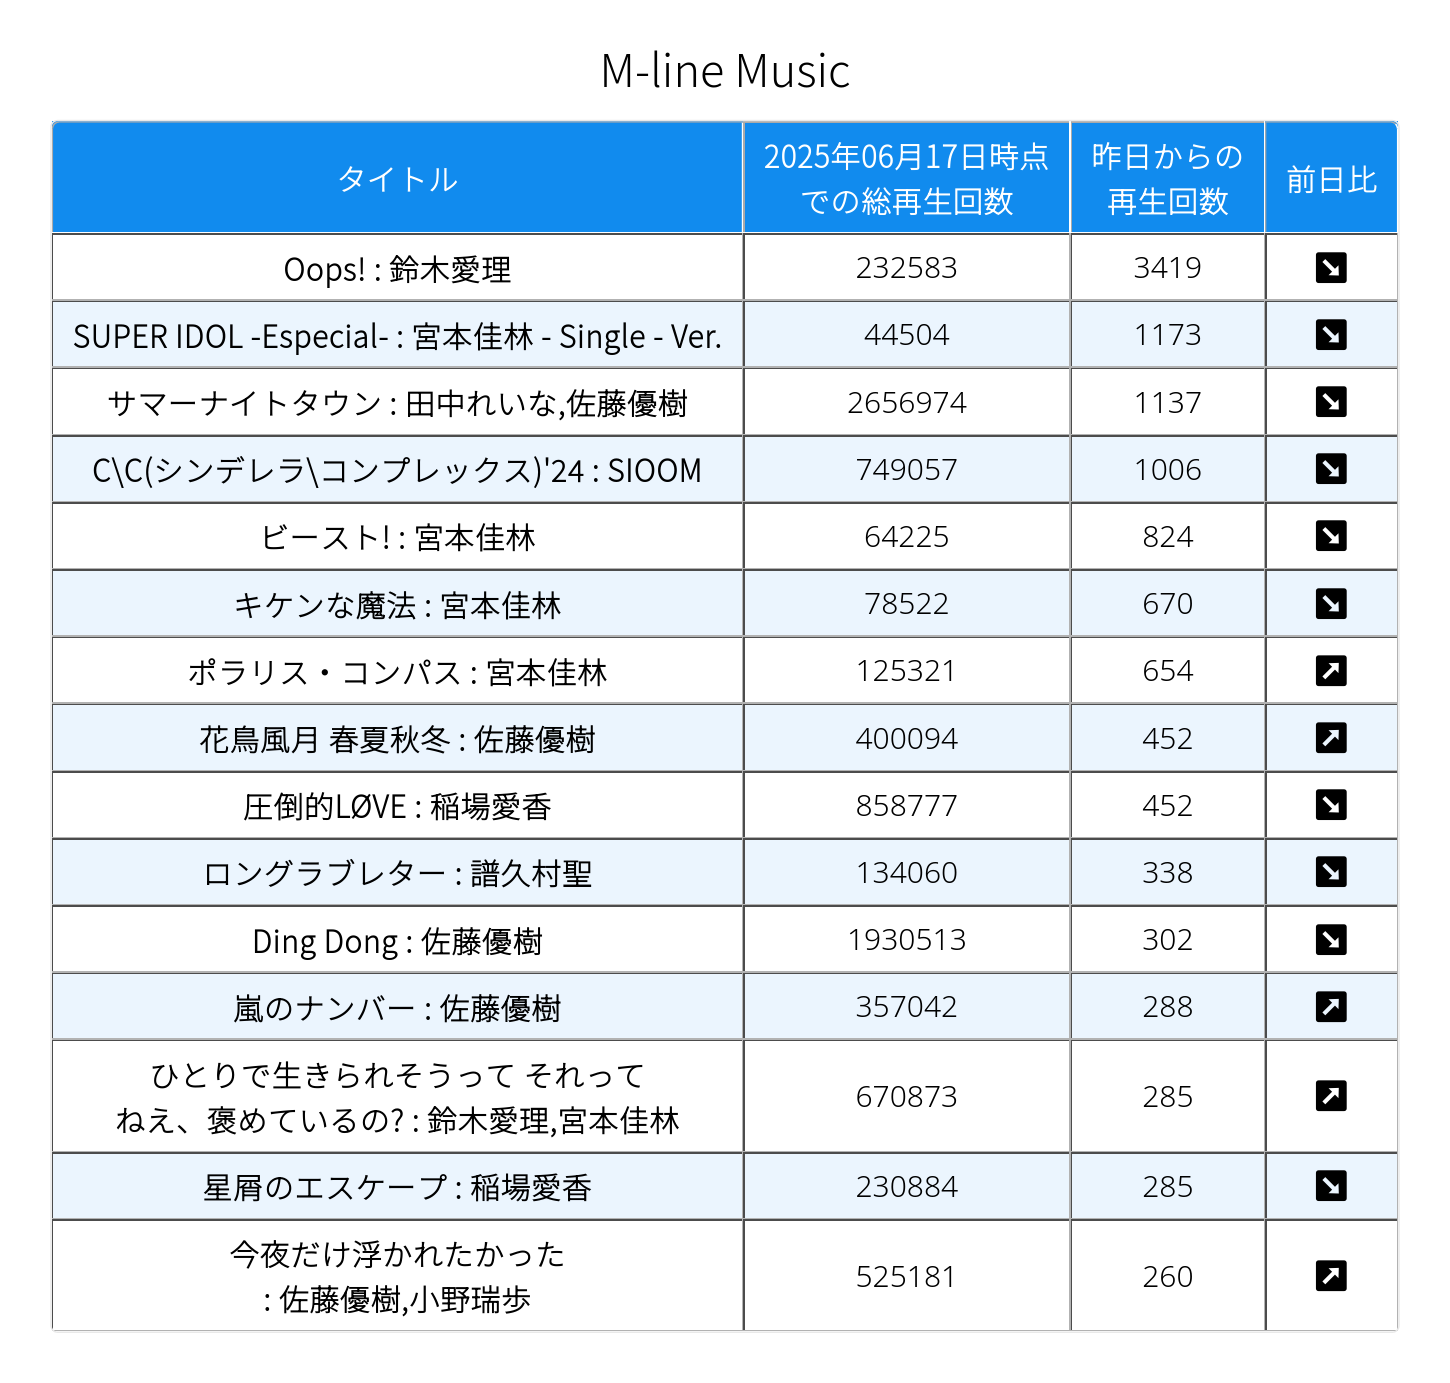 M-line Music
タイトル
2025年06月17日時点
での総再生回数
昨日からの
再生回数
前日比
Oops! : 鈴木愛理
232583
3419
SUPER IDOL -Especial- : 宮本佳林 - Single - Ver.
44504
1173
サマーナイトタウン : 田中れいな,佐藤優樹
2656974
1137
C\C(シンデレラ\コンプレックス)'24 : SIOOM
749057
1006
ビースト! : 宮本佳林
64225
824
キケンな魔法 : 宮本佳林
78522
670
ポラリス・コンパス : 宮本佳林
125321
654
花鳥風月 春夏秋冬 : 佐藤優樹
400094
452
圧倒的LØVE : 稲場愛香
858777
452
ロングラブレター : 譜久村聖
134060
338
Ding Dong : 佐藤優樹
1930513
302
嵐のナンバー : 佐藤優樹
357042
288
ひとりで生きられそうって それって
ねえ、褒めているの? : 鈴木愛理,宮本佳林
670873
285
星屑のエスケープ : 稲場愛香
230884
285
今夜だけ浮かれたかった
: 佐藤優樹,小野瑞歩
525181
260